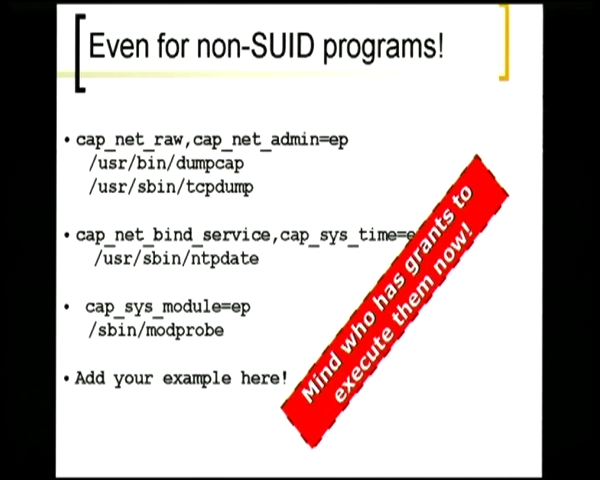 Even for non-SUID programs!
• cap_net_raw,cap_net_admin=ep
/usr/bin/dumpcap
/usr/sbin/tcpdump
• cap_net_bind_service,cap_sys_time=e
/usr/sbin/ntpdate
• cap_sys_module=ep
/sbin/modprobe
• Add your example here!
Mind who has grants to
execute them now!